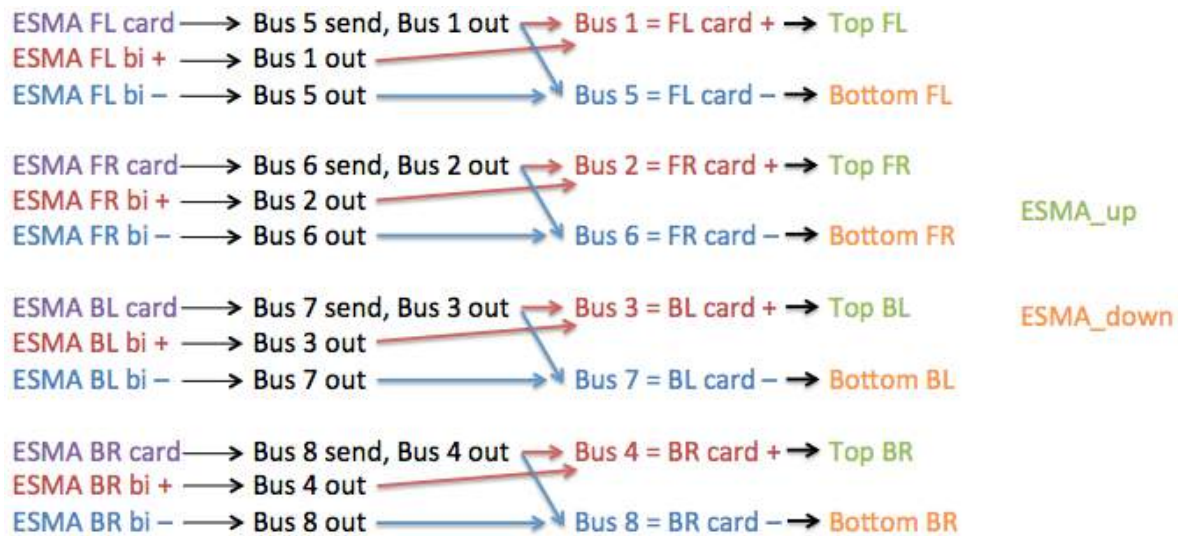 ESMA FL card → Bus 5 send, Bus 1 out → Bus 1 = FL card + → Top FL
ESMA FL bi + → Bus 1 out
ESMA FL bi – → Bus 5 out → Bus 5 = FL card – → Bottom FL
ESMA FR card → Bus 6 send, Bus 2 out → Bus 2 = FR card + → Top FR
ESMA FR bi + → Bus 2 out
ESMA_up
ESMA FR bi – → Bus 6 out → Bus 6 = FR card – → Bottom FR
ESMA BL card → Bus 7 send, Bus 3 out → Bus 3 = BL card + → Top BL
ESMA_down
ESMA BL bi + → Bus 3 out
ESMA BL bi – → Bus 7 out → Bus 7 = BL card – → Bottom BL
ESMA BR card → Bus 8 send, Bus 4 out → Bus 4 = BR card + → Top BR
ESMA BR bi + → Bus 4 out
ESMA BR bi – → Bus 8 out → Bus 8 = BR card – → Bottom BR